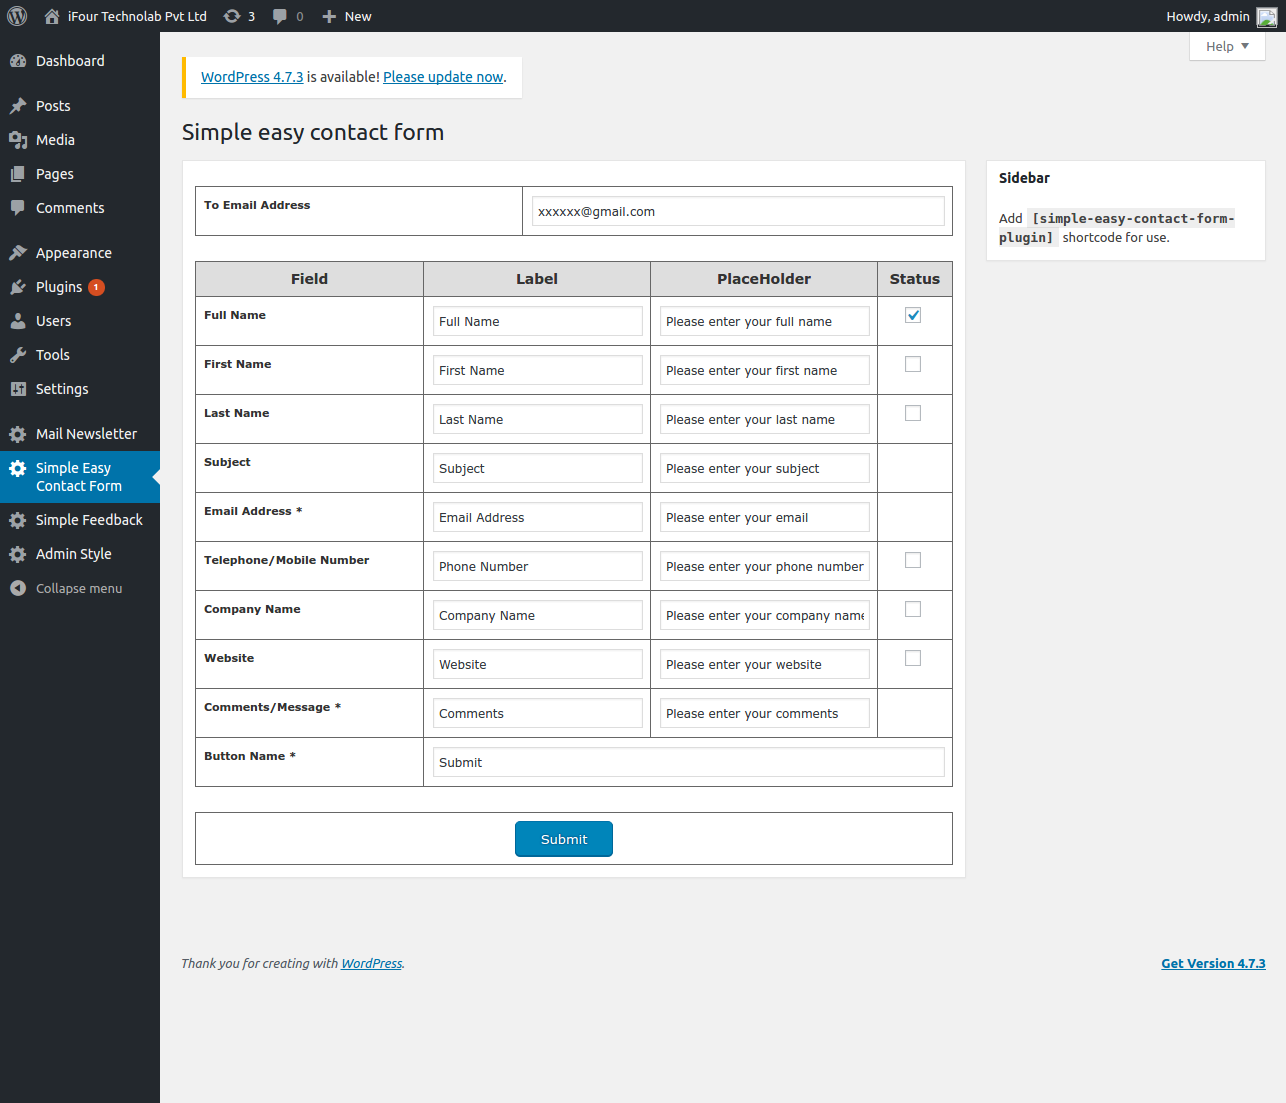 iFour Technolab Pvt Ltd 3 0 New Howdy, admin
Help
Dashboard
Posts
Media
Pages
Comments
Appearance
Plugins 1
Users
Tools
Settings
Mail Newsletter
Simple Easy
Contact Form
Simple Feedback
Admin Style
Collapse menu
WordPress 4.7.3 is available! Please update now.
Simple easy contact form
To Email Address xxxxxx@gmail.com
Field Label PlaceHolder Status
Full Name Full Name Please enter your full name
First Name First Name Please enter your first name
Last Name Last Name Please enter your last name
Subject Subject Please enter your subject
Email Address * Email Address Please enter your email
Telephone/Mobile Number Phone Number Please enter your phone number
Company Name Company Name Please enter your company name
Website Website Please enter your website
Comments/Message * Comments Please enter your comments
Button Name * Submit
Submit
Sidebar
Add [simple-easy-contact-form-
plugin] shortcode for use.
Thank you for creating with WordPress.
Get Version 4.7.3